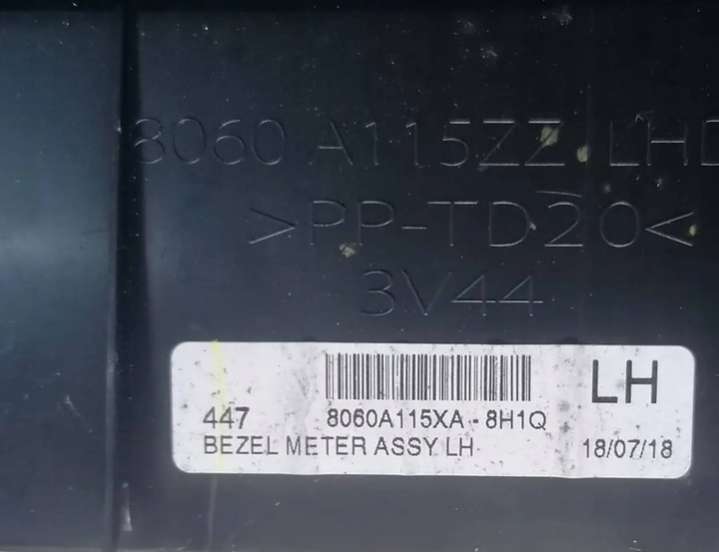 8060 A115ZZ LHD
>PP-TD20<
3V44
LH
447 8060A115XA - 8H1Q
BEZEL METER ASSY LH 18/07/18